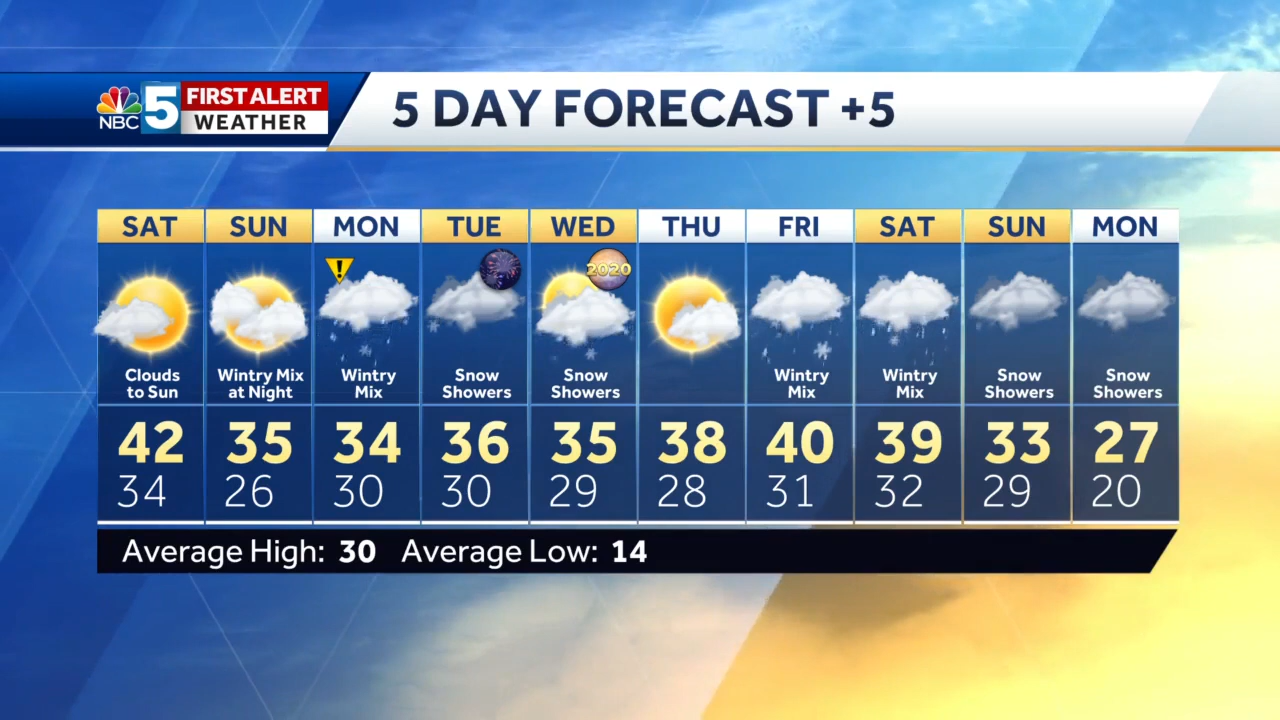 NBC 5 FIRST ALERT
WEATHER
5 DAY FORECAST +5
SAT SUN MON TUE WED THU FRI SAT SUN MON
!
2020
Clouds Wintry Mix Wintry Snow Snow Wintry Wintry Snow Snow
to Sun at Night Mix Showers Showers Mix Mix Showers Showers
42 35 34 36 35 38 40 39 33 27
34 26 30 30 29 28 31 32 29 20
Average High: 30 Average Low: 14